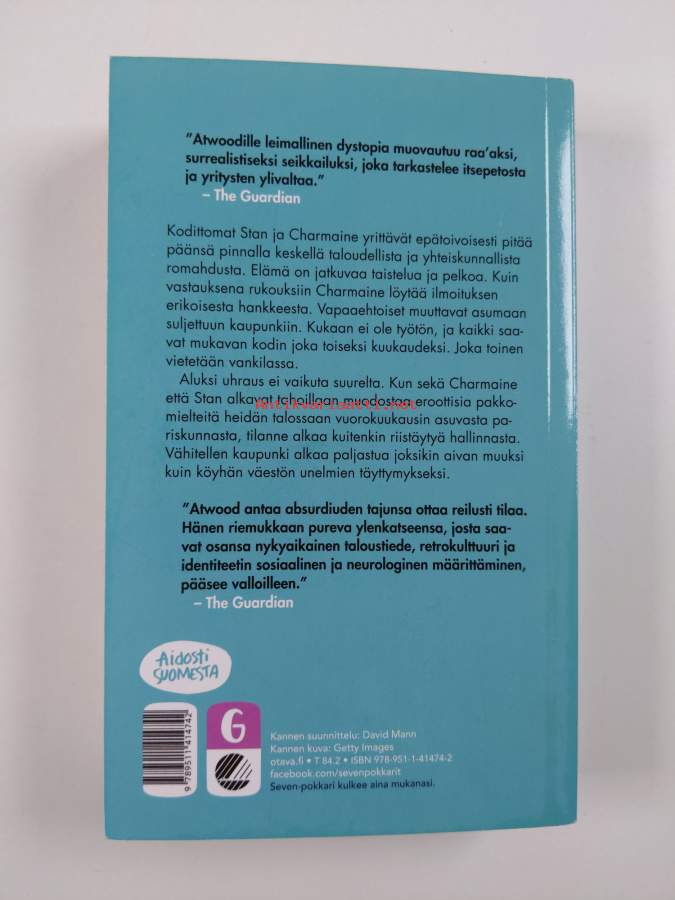 "Atwoodille leimallinen dystopia muovautuu raa'aksi,
surrealistiseksi seikkailuksi, joka tarkastelee itsepetosta
ja yritysten ylivaltaa."
– The Guardian
Kodittomat Stan ja Charmaine yrittävät epätoivoisesti pitää
päänsä pinnalla keskellä taloudellista ja yhteiskunnallista
romahdusta. Elämä on jatkuvaa taistelua ja pelkoa. Kuin
vastauksena rukouksiin Charmaine löytää ilmoituksen
erikoisesta hankkeesta. Vapaaehtoiset muuttavat asumaan
suljettuun kaupunkiin. Kukaan ei ole työtön, ja kaikki saa-
vat mukavan kodin joka toiseksi kuukaudeksi. Joka toinen
vietetään vankilassa.
Aluksi uhraus ei vaikuta suurelta. Kun sekä Charmaine
että Stan alkavat tahoillaan muodostaa eroottisia pakko-
mielteitä heidän talossaan vuorokuukausin asuvasta pa-
riskunnasta, tilanne alkaa kuitenkin riistäytyä hallinnasta.
Vähitellen kaupunki alkaa paljastua joksikin aivan muuksi
kuin köyhän väestön unelmien täyttymykseksi.
Antikvariaatti.net
"Atwood antaa absurdiuden tajunsa ottaa reilusti tilaa.
Hänen riemukkaan pureva ylenkatseensa, josta saa-
vat osansa nykyaikainen taloustiede, retrokulttuuri ja
identiteetin sosiaalinen ja neurologinen määrittäminen,
pääsee valloilleen."
– The Guardian
Aidosti
SUOMESTA
9 789511 414742
Kannen suunnittelu: David Mann
Kannen kuva: Getty Images
otava.fi • T 84.2 • ISBN 978-951-1-41474-2
facebook.com/sevenpokkarit
Seven-pokkari kulkee aina mukanasi.